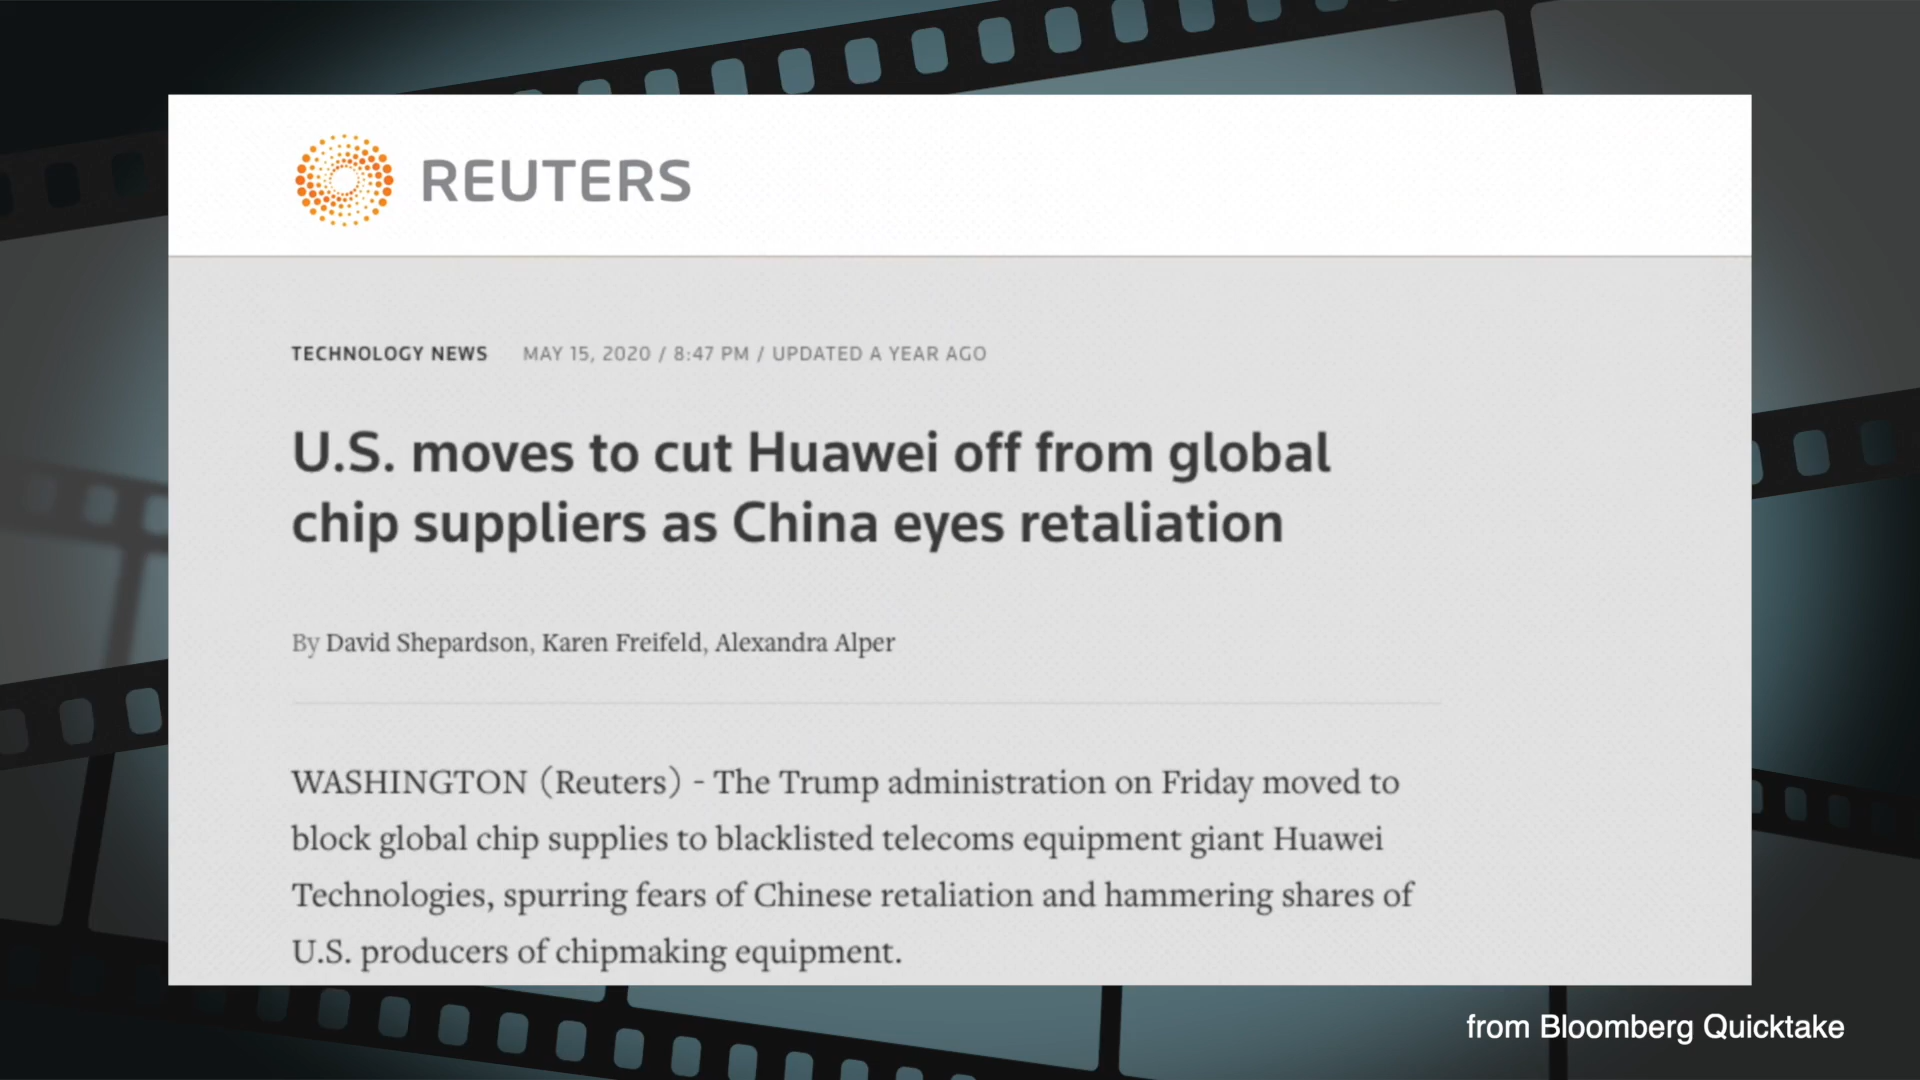 REUTERS
TECHNOLOGY NEWS MAY 15, 2020 / 8:47 PM / UPDATED A YEAR AGO
U.S. moves to cut Huawei off from global
chip suppliers as China eyes retaliation
By David Shepardson, Karen Freifeld, Alexandra Alper
WASHINGTON (Reuters) - The Trump administration on Friday moved to
block global chip supplies to blacklisted telecoms equipment giant Huawei
Technologies, spurring fears of Chinese retaliation and hammering shares of
U.S. producers of chipmaking equipment.
from Bloomberg Quicktake